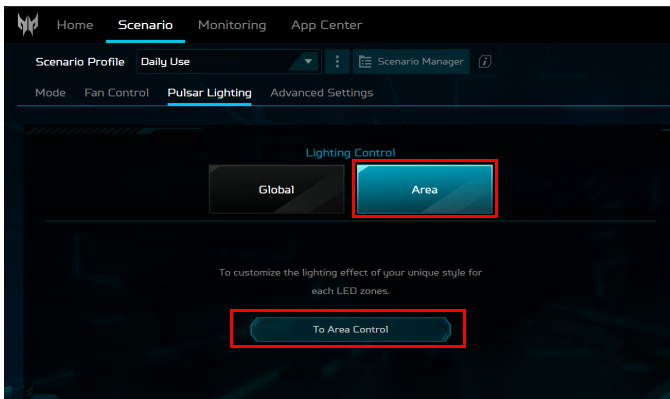 Home Scenario Monitoring App Center
Scenario Profile Daily Use Scenario Manager i
Mode Fan Control Pulsar Lighting Advanced Settings
Lighting Control
Global Area
To customize the lighting effect of your unique style for
each LED zones.
To Area Control